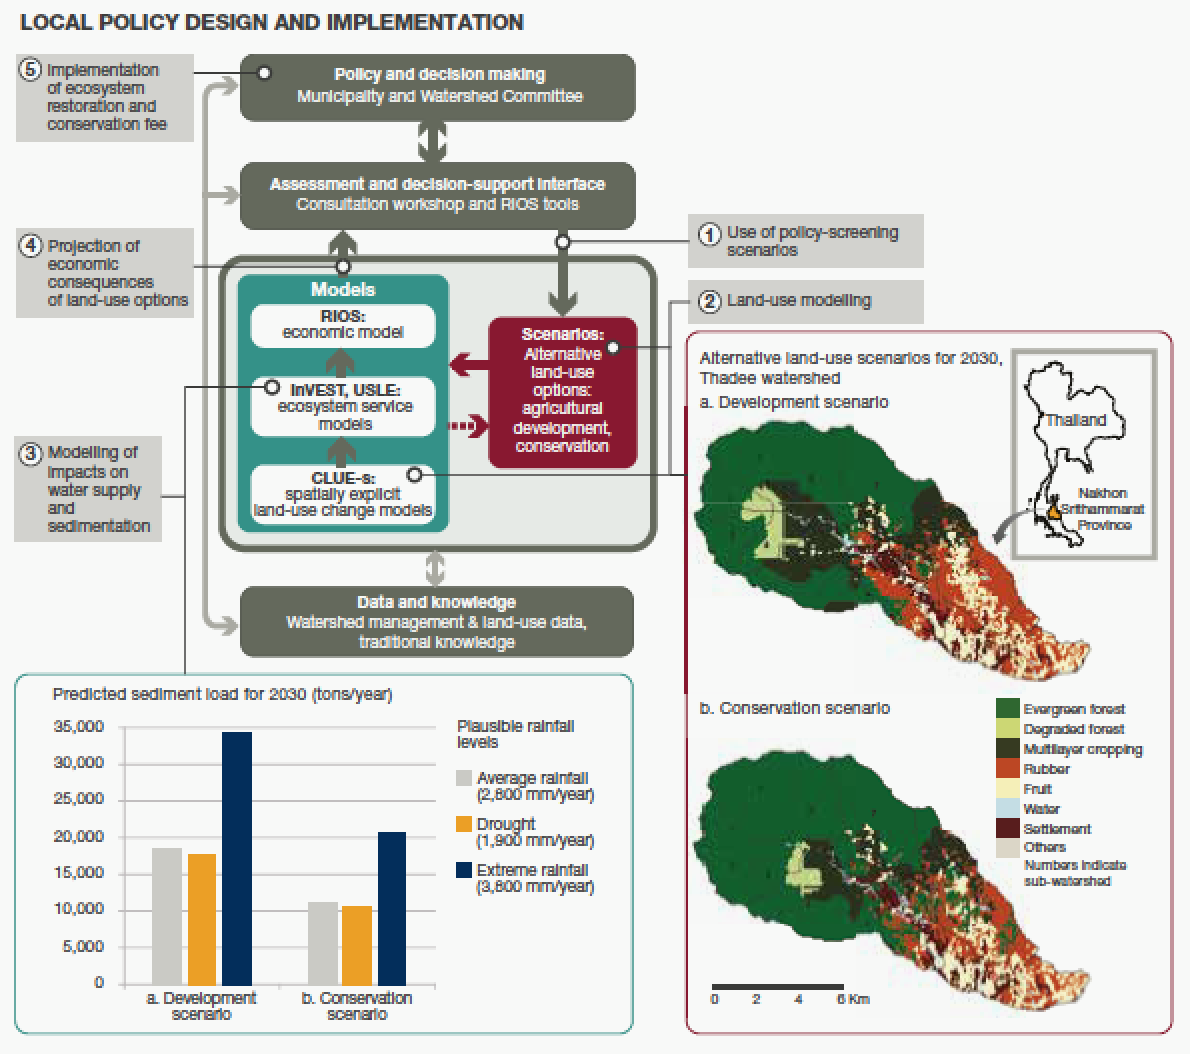 LOCAL POLICY DESIGN AND IMPLEMENTATION
5 Implementation
of ecosystem
restoration and
conservation fee
Policy and decision making
Municipality and Watershed Committee
Assessment and decision-support interface
Consultation workshop and RIOS tools
4 Projection of
economic
consequences
of land-use options
1 Use of policy-screening
scenarios
2 Land-use modelling
Models
RIOS:
economic model
InVEST, USLE:
ecosystem service
models
CLUE-s:
spatially explicit
land-use change models
Scenarios:
Alternative
land-use
options:
agricultural
development,
conservation
3 Modelling of
impacts on
water supply
and
sedimentation
Data and knowledge
Watershed management & land-use data,
traditional knowledge
Alternative land-use scenarios for 2030,
Thadee watershed
a. Development scenario
Thailand
Nakhon
Srithammarat
Province
b. Conservation scenario
Evergreen forest
Degraded forest
Multilayer cropping
Rubber
Fruit
Water
Settlement
Others
Numbers indicate
sub-watershed
0 2 4 6 Km
Predicted sediment load for 2030 (tons/year)
35,000
30,000
25,000
20,000
15,000
10,000
5,000
0
a. Development
scenario
b. Conservation
scenario
Plausible rainfall
levels
Average rainfall
(2,800 mm/year)
Drought
(1,900 mm/year)
Extreme rainfall
(3,800 mm/year)